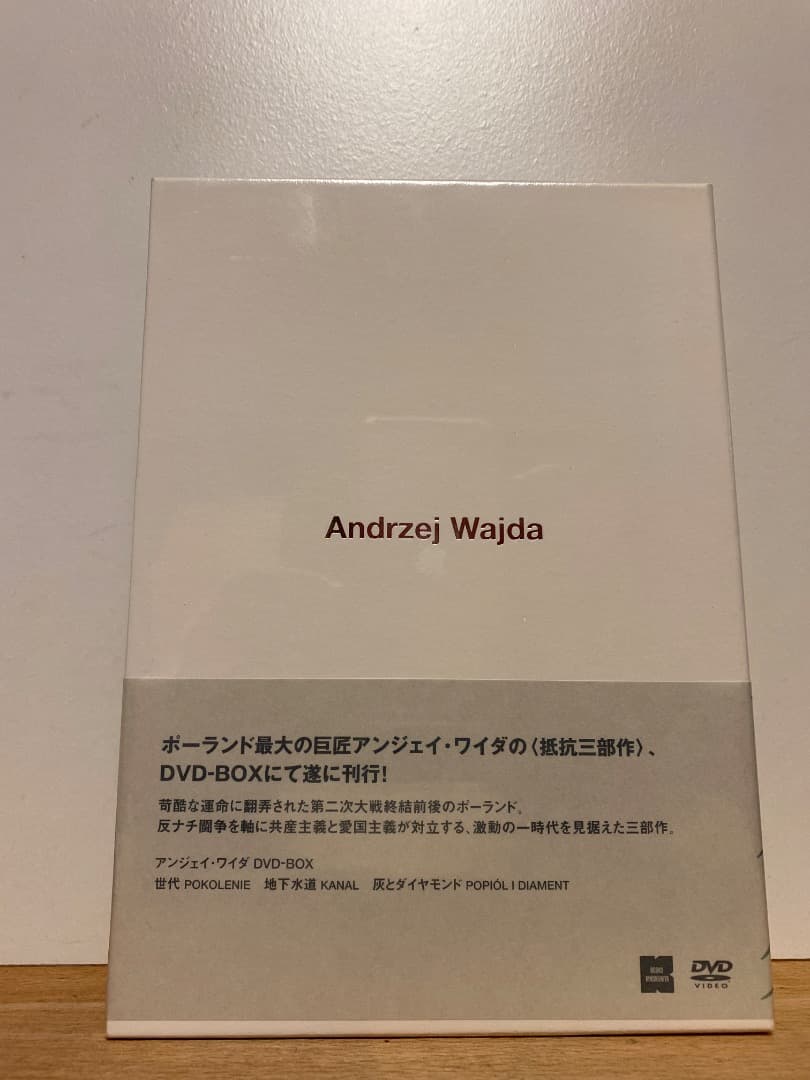 Andrzej Wajda
ポーランド最大の巨匠アンジェイ・ワイダの〈抵抗三部作〉、
DVD-BOXにて遂に刊行!
苛酷な運命に翻弄された第二次大戦終結前後のポーランド。
反ナチ闘争を軸に共産主義と愛国主義が対立する、激動の一時代を見据えた三部作。
アンジェイ・ワイダ DVD-BOX
世代 POKOLENIE 地下水道 KANAL 灰とダイヤモンド POPIÓL I DIAMENT
DVD
VIDEO